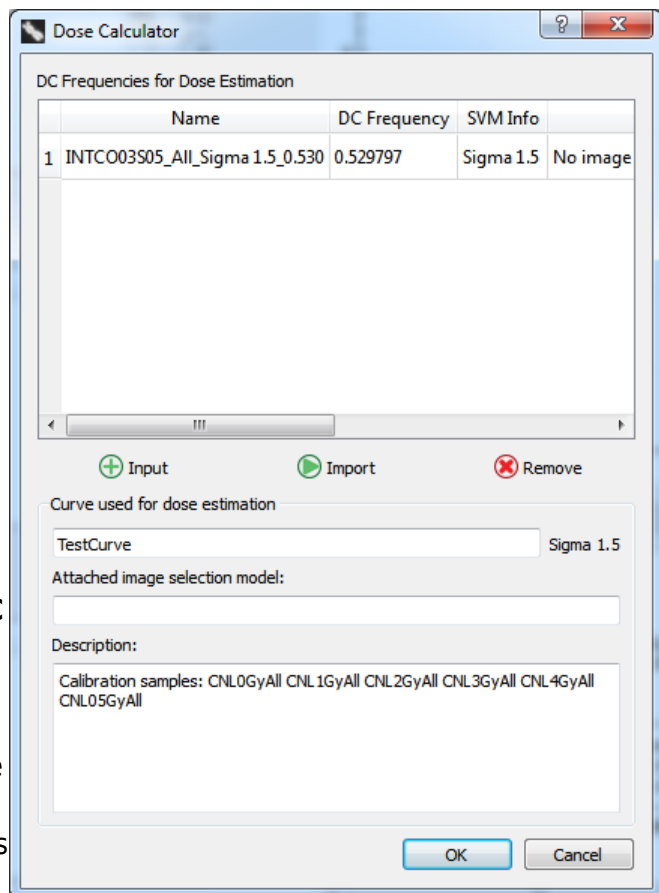 Dose Calculator
DC Frequencies for Dose Estimation
Name DC Frequency SVM Info
1 INTCO03S05_All_Sigma 1.5_0.530 0.529797 Sigma 1.5 No image
Input Import Remove
Curve used for dose estimation
TestCurve Sigma 1.5
Attached image selection model:
Description:
Calibration samples: CNL0GyAll CNL1GyAll CNL2GyAll CNL3GyAll CNL4GyAll
CNL05GyAll
OK Cancel